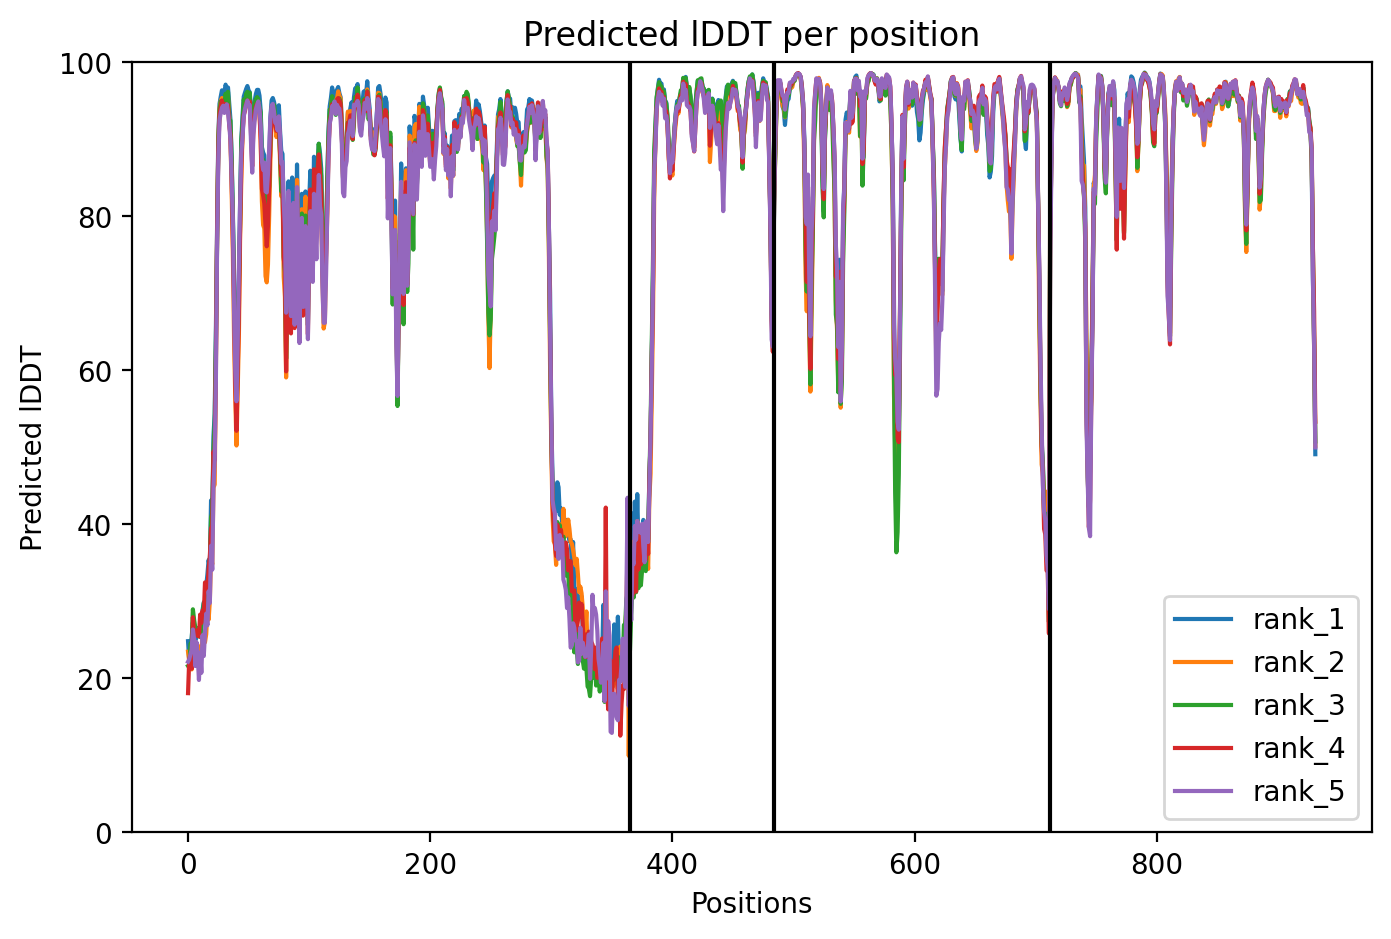 Predicted lDDT per position
100
80
60
40
20
0
Predicted lDDT
0 200 400 600 800
Positions
rank_1
rank_2
rank_3
rank_4
rank_5